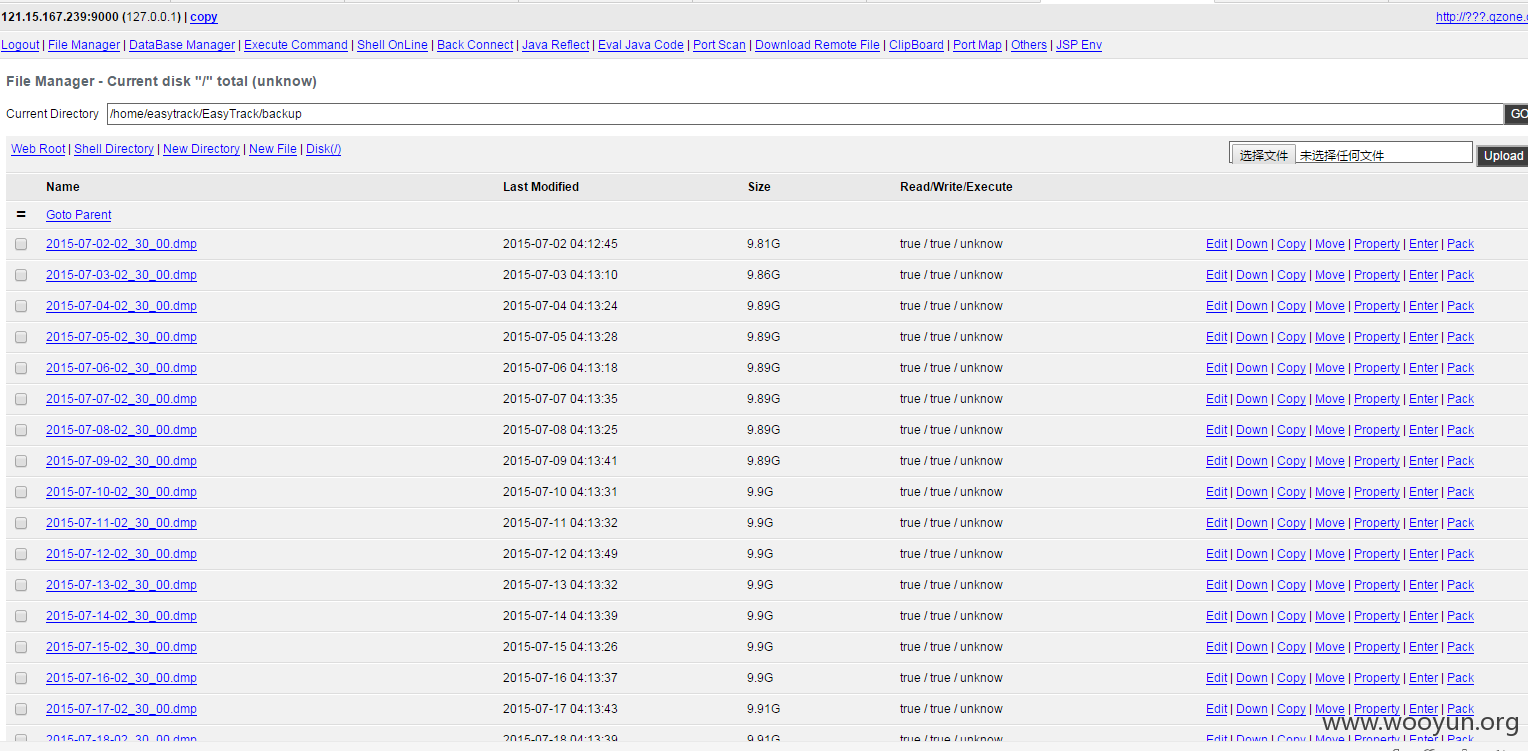 121.15.167.239:9000 (127.0.0.1) | copy http://???.qzone.
Logout | File Manager | DataBase Manager | Execute Command | Shell OnLine | Back Connect | Java Reflect | Eval Java Code | Port Scan | Download Remote File | ClipBoard | Port Map | Others | JSP Env
File Manager - Current disk "/" total (unknow)
Current Directory /home/easytrack/EasyTrack/backup GO
Web Root | Shell Directory | New Directory | New File | Disk(/) 选择文件 未选择任何文件 Upload
Name Last Modified Size Read/Write/Execute
= Goto Parent
2015-07-02-02_30_00.dmp 2015-07-02 04:12:45 9.81G true / true / unknow Edit | Down | Copy | Move | Property | Enter | Pack
2015-07-03-02_30_00.dmp 2015-07-03 04:13:10 9.86G true / true / unknow Edit | Down | Copy | Move | Property | Enter | Pack
2015-07-04-02_30_00.dmp 2015-07-04 04:13:24 9.89G true / true / unknow Edit | Down | Copy | Move | Property | Enter | Pack
2015-07-05-02_30_00.dmp 2015-07-05 04:13:28 9.89G true / true / unknow Edit | Down | Copy | Move | Property | Enter | Pack
2015-07-06-02_30_00.dmp 2015-07-06 04:13:18 9.89G true / true / unknow Edit | Down | Copy | Move | Property | Enter | Pack
2015-07-07-02_30_00.dmp 2015-07-07 04:13:35 9.89G true / true / unknow Edit | Down | Copy | Move | Property | Enter | Pack
2015-07-08-02_30_00.dmp 2015-07-08 04:13:25 9.89G true / true / unknow Edit | Down | Copy | Move | Property | Enter | Pack
2015-07-09-02_30_00.dmp 2015-07-09 04:13:41 9.89G true / true / unknow Edit | Down | Copy | Move | Property | Enter | Pack
2015-07-10-02_30_00.dmp 2015-07-10 04:13:31 9.9G true / true / unknow Edit | Down | Copy | Move | Property | Enter | Pack
2015-07-11-02_30_00.dmp 2015-07-11 04:13:32 9.9G true / true / unknow Edit | Down | Copy | Move | Property | Enter | Pack
2015-07-12-02_30_00.dmp 2015-07-12 04:13:49 9.9G true / true / unknow Edit | Down | Copy | Move | Property | Enter | Pack
2015-07-13-02_30_00.dmp 2015-07-13 04:13:32 9.9G true / true / unknow Edit | Down | Copy | Move | Property | Enter | Pack
2015-07-14-02_30_00.dmp 2015-07-14 04:13:39 9.9G true / true / unknow Edit | Down | Copy | Move | Property | Enter | Pack
2015-07-15-02_30_00.dmp 2015-07-15 04:13:26 9.9G true / true / unknow Edit | Down | Copy | Move | Property | Enter | Pack
2015-07-16-02_30_00.dmp 2015-07-16 04:13:37 9.9G true / true / unknow Edit | Down | Copy | Move | Property | Enter | Pack
2015-07-17-02_30_00.dmp 2015-07-17 04:13:43 9.91G true / true / unknow Edit | Down | Copy | Move | Property | Enter | Pack
2015-07-18-02_30_00.dmp 2015-07-18 04:13:39 9.91G true / true / unknow Edit | Down | Copy | Move | Property | Enter | Pack
www.wooyun.org